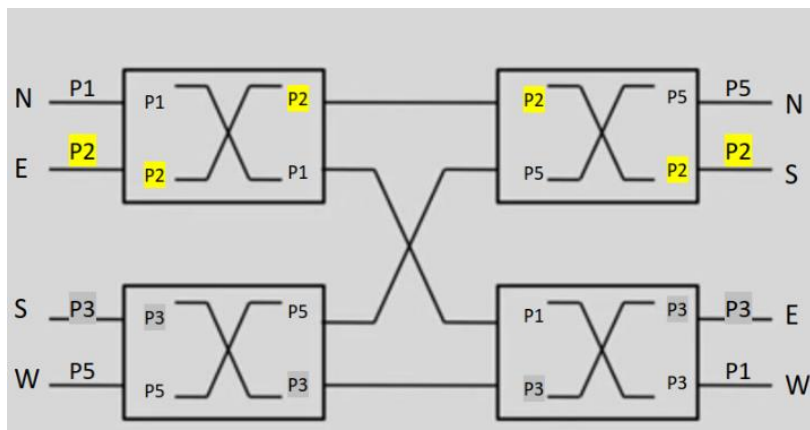 N P1 P1 P2 P2 P5 P5 N
E P2 P2 P1 P5 P2 P2 S
S P3 P3 P5 P1 P3 P3 E
W P5 P5 P3 P3 P3 P1 W